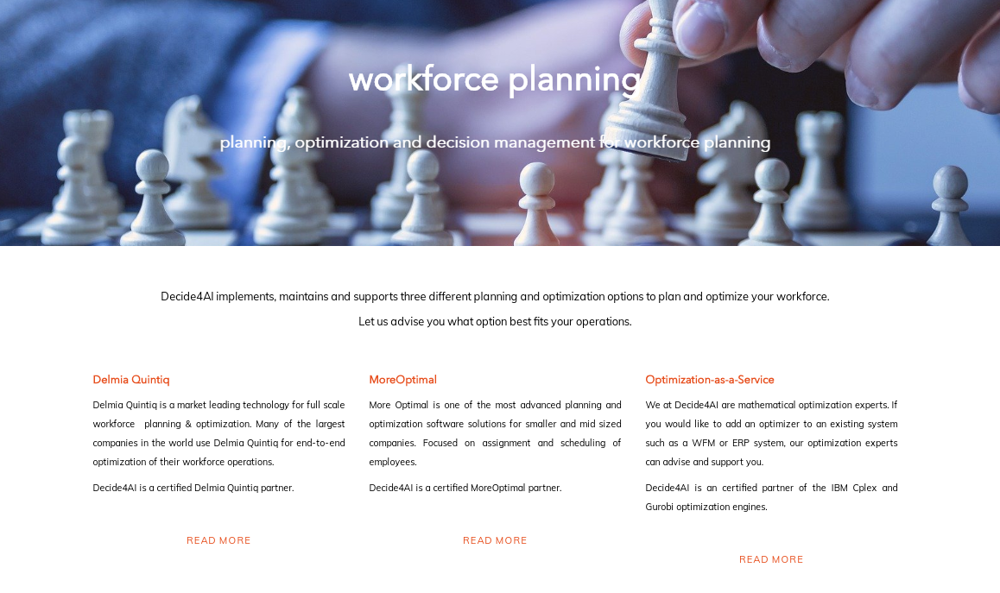 workforce planning
planning, optimization and decision management for workforce planning
Decide4AI implements, maintains and supports three different planning and optimization options to plan and optimize your workforce.
Let us advise you what option best fits your operations.
Delmia Quintiq
Delmia Quintiq is a market leading technology for full scale
workforce planning & optimization. Many of the largest
companies in the world use Delmia Quintiq for end-to-end
optimization of their workforce operations.
Decide4AI is a certified Delmia Quintiq partner.
READ MORE
MoreOptimal
More Optimal is one of the most advanced planning and
optimization software solutions for smaller and mid sized
companies. Focused on assignment and scheduling of
employees.
Decide4AI is a certified MoreOptimal partner.
READ MORE
Optimization-as-a-Service
We at Decide4AI are mathematical optimization experts. If
you would like to add an optimizer to an existing system
such as a WFM or ERP system, our optimization experts
can advise and support you.
Decide4AI is an certified partner of the IBM Cplex and
Gurobi optimization engines.
READ MORE